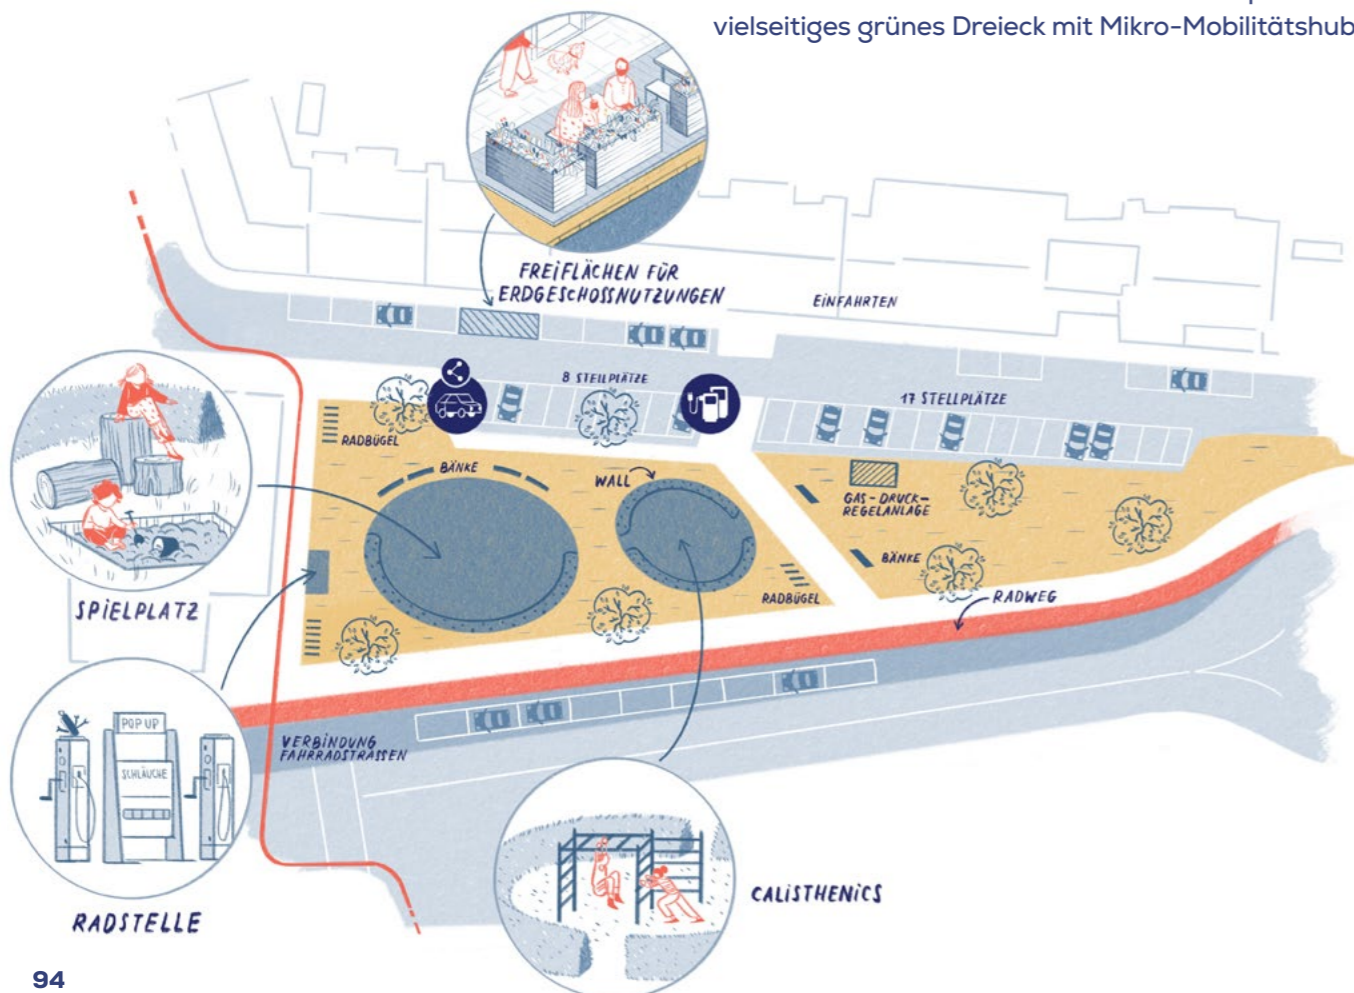 vielseitiges grünes Dreieck mit Mikro-Mobilitätshub
FREIFLÄCHEN FÜR
ERDGESCHOSSNUTZUNGEN
EINFAHRTEN
8 STELLPLÄTZE
17 STELLPLÄTZE
RADBÜGEL
BÄNKE
WALL
GAS-DRUCK-
REGELANLAGE
BÄNKE
RADBÜGEL
RADWEG
SPIELPLATZ
VERBINDUNG
FAHRRADSTRASSEN
POP UP
SCHLÄUCHE
RADSTELLE
CALISTHENICS
94